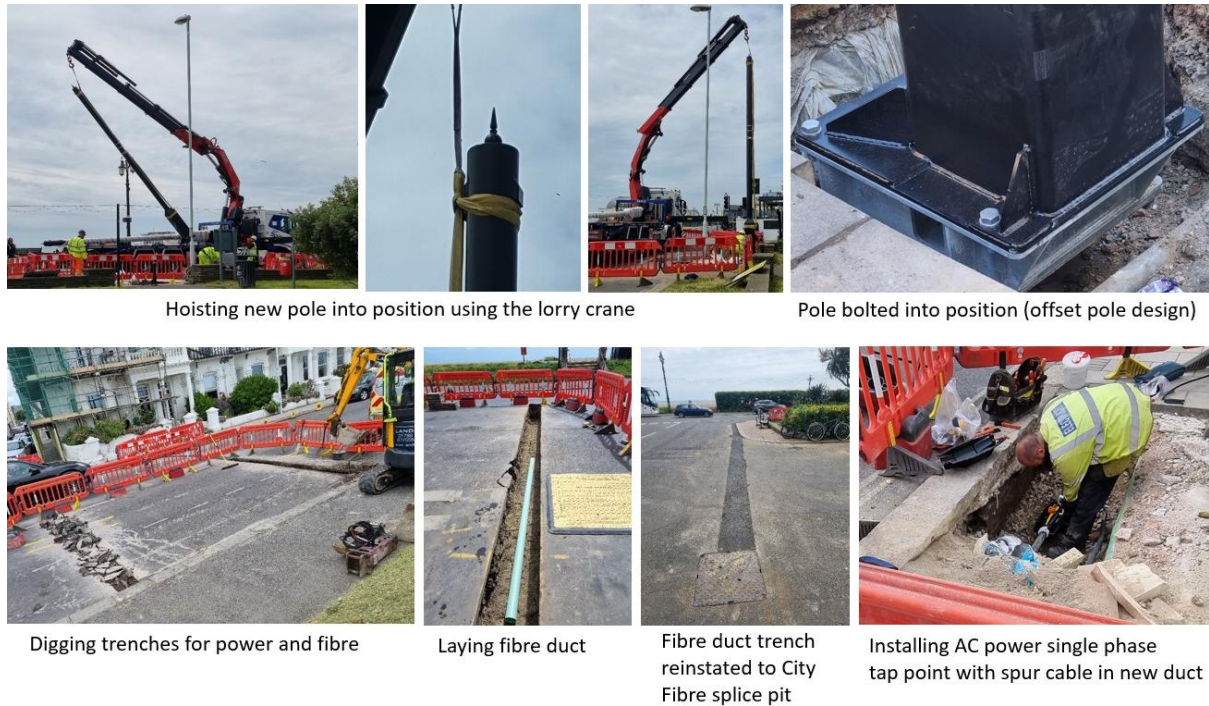 Hoisting new pole into position using the lorry crane
Pole bolted into position (offset pole design)
Digging trenches for power and fibre
Laying fibre duct
Fibre duct trench
reinstated to City
Fibre splice pit
Installing AC power single phase
tap point with spur cable in new duct